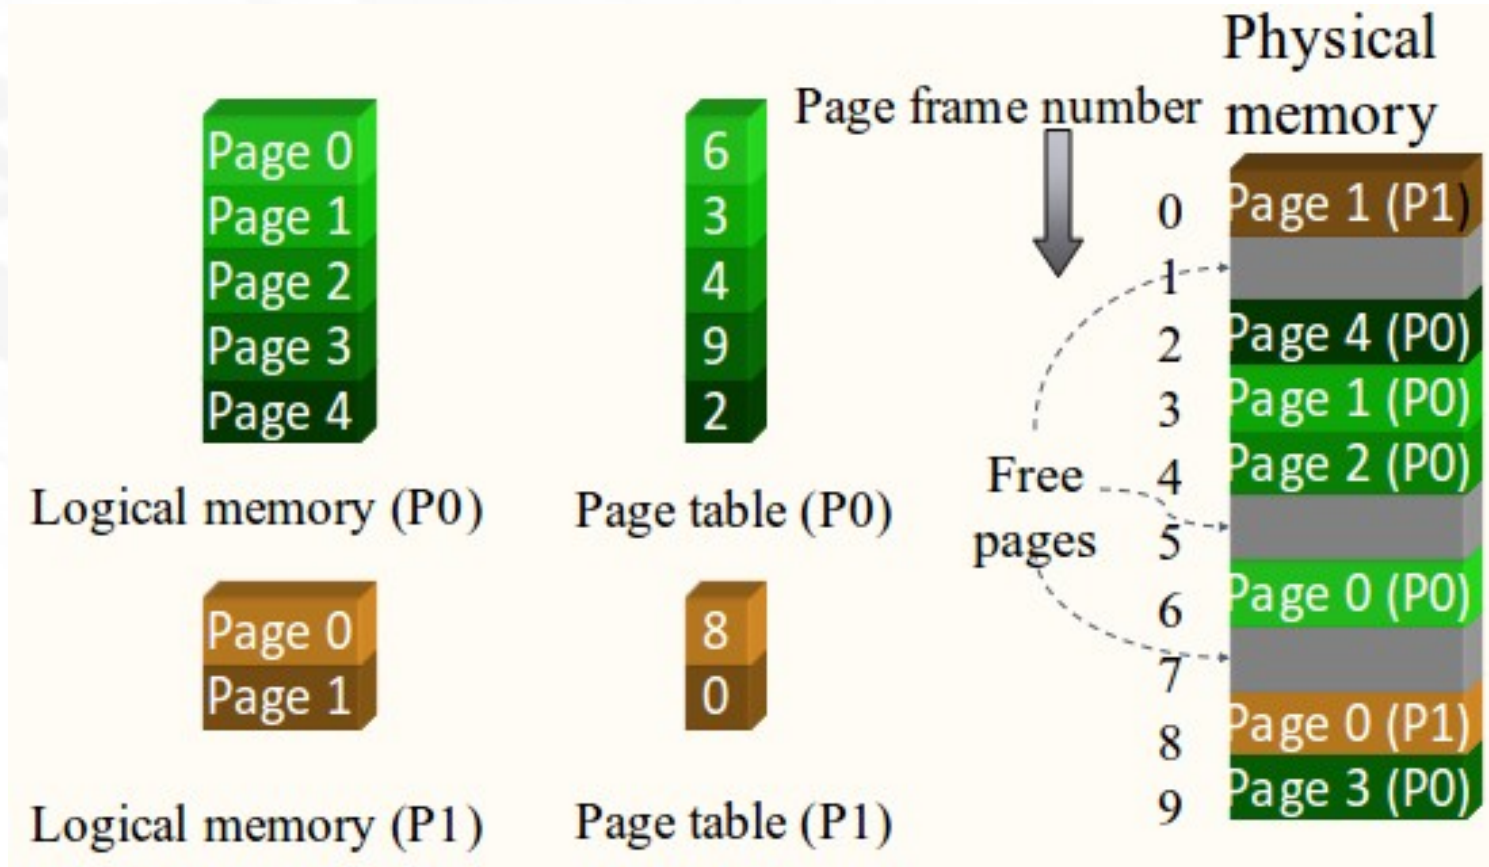 Page 0
Page 1
Page 2
Page 3
Page 4
Logical memory (P0)
6
3
4
9
2
Page table (P0)
Page 0
Page 1
Logical memory (P1)
8
0
Page table (P1)
Page frame number
Physical
memory
0 Page 1 (P1)
1
2 Page 4 (P0)
3 Page 1 (P0)
4 Page 2 (P0)
5
6 Page 0 (P0)
7
8 Page 0 (P1)
9 Page 3 (P0)
Free
pages